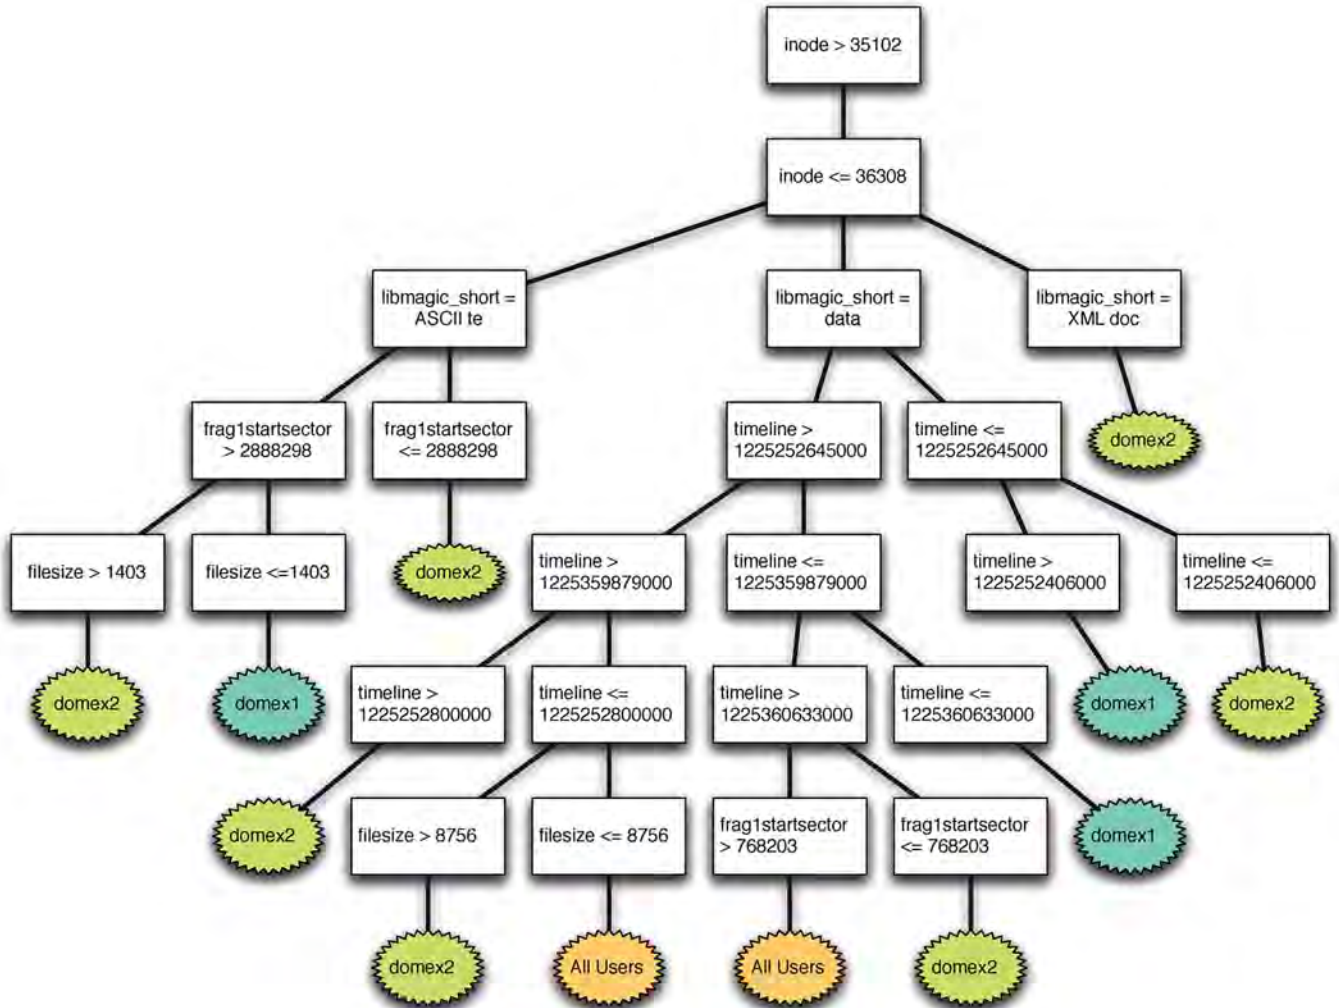 inode > 35102
inode <= 36308
libmagic_short =
ASCII te
libmagic_short =
data
libmagic_short =
XML doc
frag1startsector
> 2888298
frag1startsector
<= 2888298
timeline >
1225252645000
timeline <=
1225252645000
domex2
filesize > 1403
filesize <=1403
domex2
timeline >
1225359879000
timeline <=
1225359879000
timeline >
1225252406000
timeline <=
1225252406000
domex2
domex1
timeline >
1225252800000
timeline <=
1225252800000
timeline >
1225360633000
timeline <=
1225360633000
domex1
domex2
domex2
filesize > 8756
filesize <= 8756
frag1startsector
> 768203
frag1startsector
<= 768203
domex1
domex2
All Users
All Users
domex2